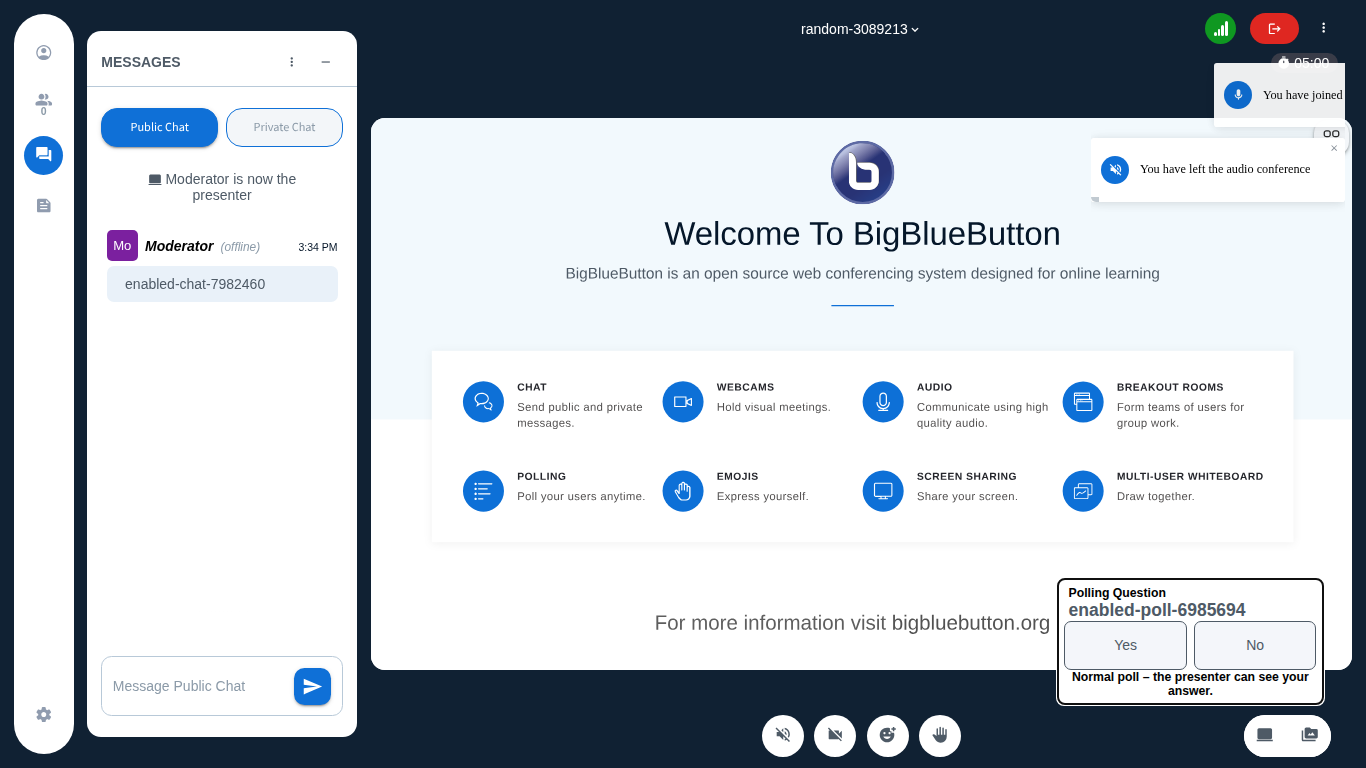 random-3089213
05:00
You have joined
You have left the audio conference
0
MESSAGES
Public Chat
Private Chat
Moderator is now the
presenter
Mo
Moderator (offline)
3:34 PM
enabled-chat-7982460
Message Public Chat
Welcome To BigBlueButton
BigBlueButton is an open source web conferencing system designed for online learning
CHAT
Send public and private
messages.
WEBCAMS
Hold visual meetings.
AUDIO
Communicate using high
quality audio.
BREAKOUT ROOMS
Form teams of users for
group work.
POLLING
Poll your users anytime.
EMOJIS
Express yourself.
SCREEN SHARING
Share your screen.
MULTI-USER WHITEBOARD
Draw together.
For more information visit bigbluebutton.org
Polling Question
enabled-poll-6985694
Yes
No
Normal poll – the presenter can see your
answer.